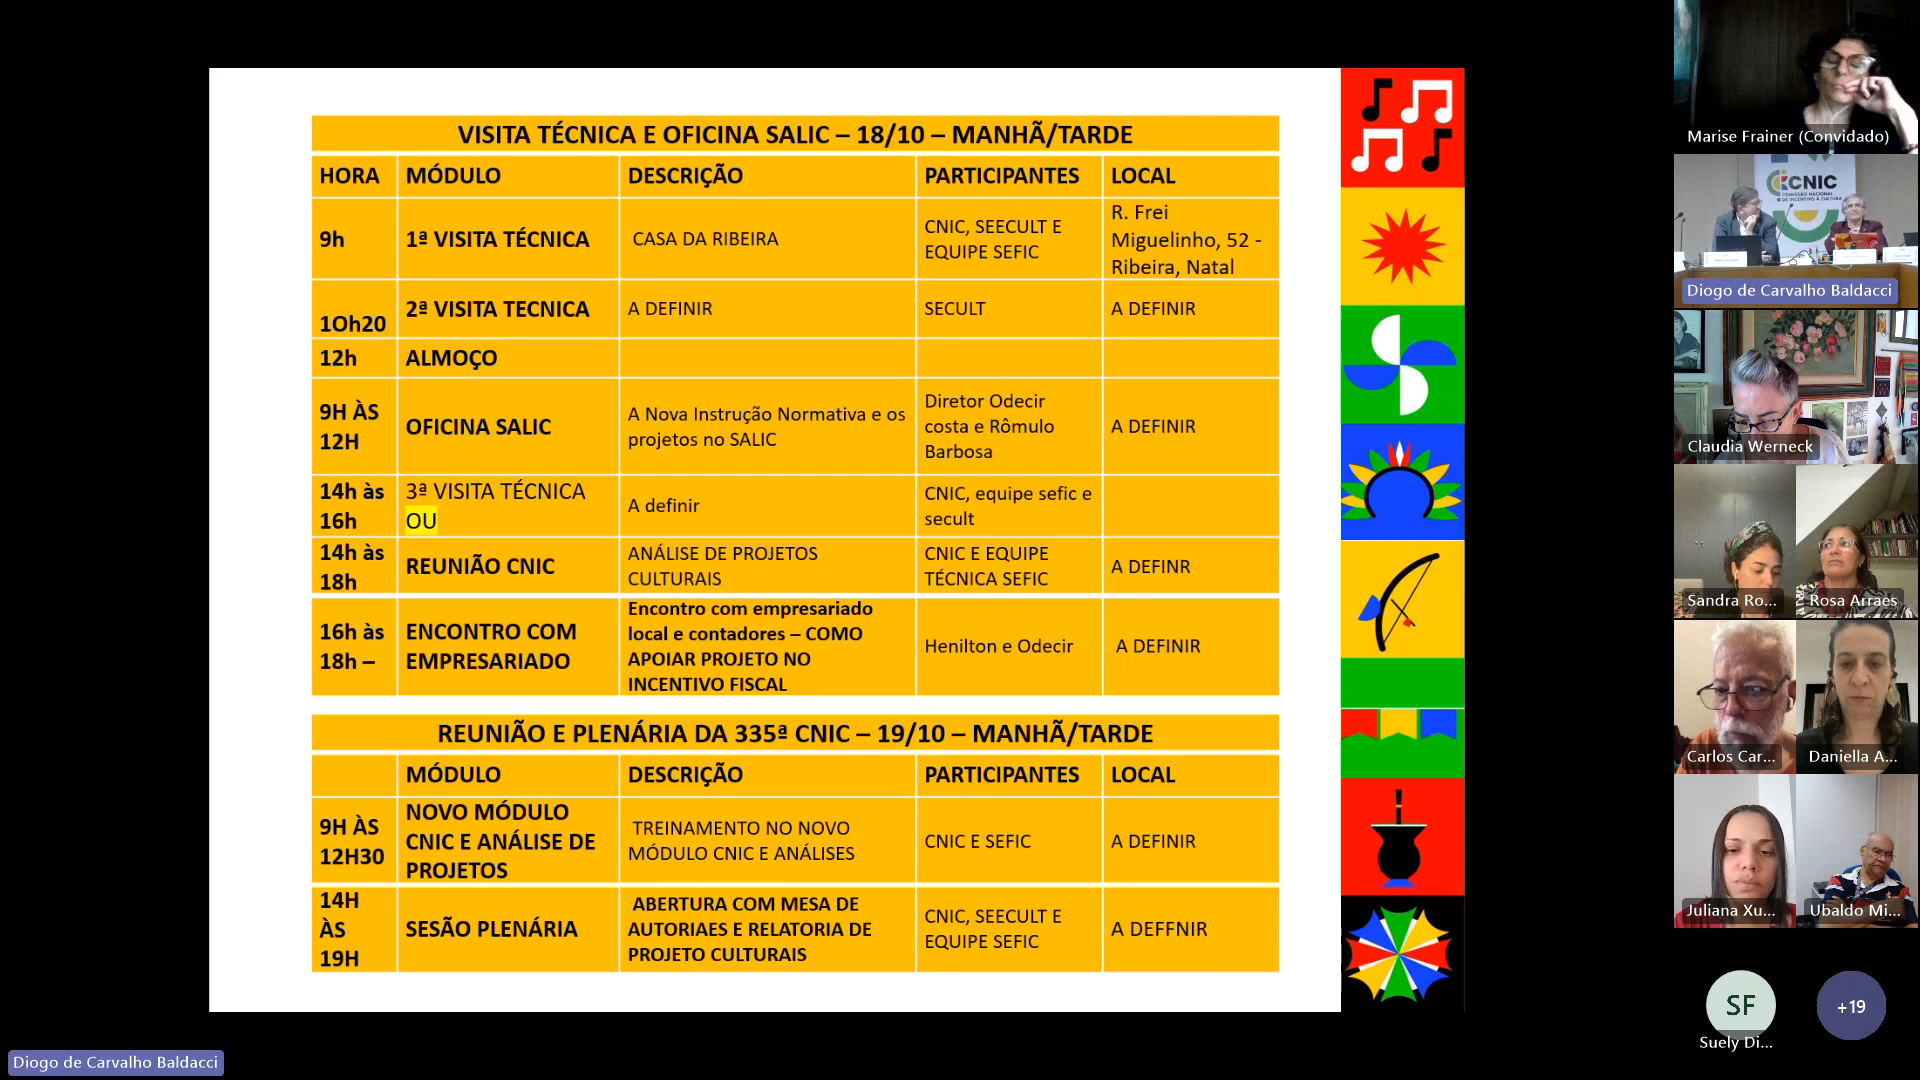 VISITA TÉCNICA E OFICINA SALIC – 18/10 – MANHÃ/TARDE
HORA
MÓDULO
DESCRIÇÃO
PARTICIPANTES
LOCAL
9h
1ª VISITA TÉCNICA
CASA DA RIBEIRA
CNIC, SEECULT E
EQUIPE SEFIC
R. Frei
Miguelinho, 52 -
Ribeira, Natal
1Oh20
2ª VISITA TECNICA
A DEFINIR
SECULT
A DEFINIR
12h
ALMOÇO
9H ÀS
12H
OFICINA SALIC
A Nova Instrução Normativa e os
projetos no SALIC
Diretor Odecir
costa e Rômulo
Barbosa
A DEFINIR
14h às
16h
3ª VISITA TÉCNICA
OU
A definir
CNIC, equipe sefic e
secult
14h às
18h
REUNIÃO CNIC
ANÁLISE DE PROJETOS
CULTURAIS
CNIC E EQUIPE
TÉCNICA SEFIC
A DEFINR
16h às
18h –
ENCONTRO COM
EMPRESARIADO
Encontro com empresariado
local e contadores – COMO
APOIAR PROJETO NO
INCENTIVO FISCAL
Henilton e Odecir
A DEFINIR
REUNIÃO E PLENÁRIA DA 335ª CNIC – 19/10 – MANHÃ/TARDE
MÓDULO
DESCRIÇÃO
PARTICIPANTES
LOCAL
9H ÀS
12H30
NOVO MÓDULO
CNIC E ANÁLISE DE
PROJETOS
TREINAMENTO NO NOVO
MÓDULO CNIC E ANÁLISES
CNIC E SEFIC
A DEFINIR
14H
ÀS
19H
SESÃO PLENÁRIA
ABERTURA COM MESA DE
AUTORIAES E RELATORIA DE
PROJETO CULTURAIS
CNIC, SEECULT E
EQUIPE SEFIC
A DEFFNIR
Marise Frainer (Convidado)
CNIC
COMISSÃO NACIONAL
DE INCENTIVO À CULTURA
Diogo de Carvalho Baldacci
Claudia Werneck
Sandra Ro...
Rosa Arraes
Carlos Car...
Daniella A...
Juliana Xu...
Ubaldo Mi...
SF
Suely Di...
+19
Diogo de Carvalho Baldacci